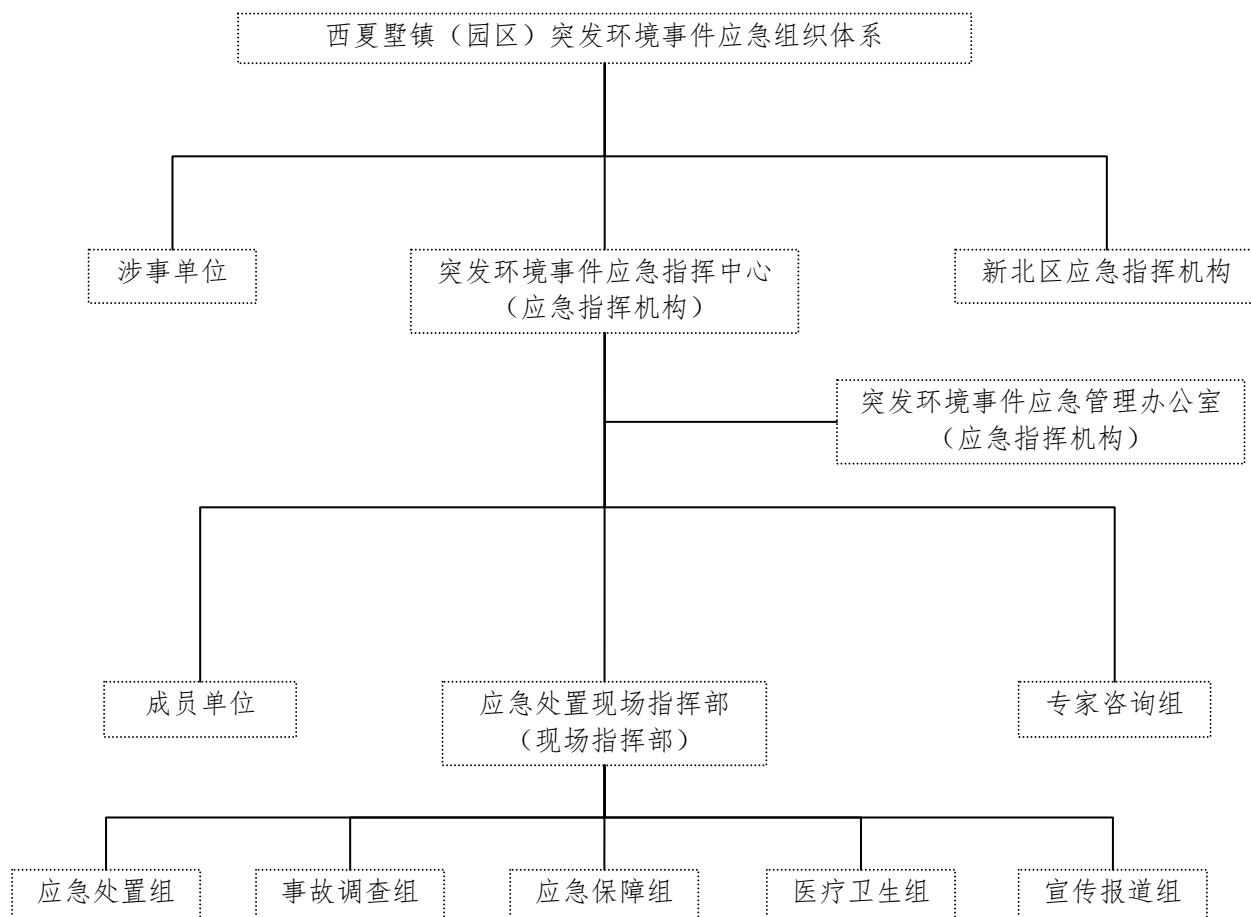 西夏墅镇（园区）突发环境事件应急组织体系
涉事单位
突发环境事件应急指挥中心
（应急指挥机构）
新北区应急指挥机构
突发环境事件应急管理办公室
（应急指挥机构）
成员单位
应急处置现场指挥部
（现场指挥部）
专家咨询组
应急处置组
事故调查组
应急保障组
医疗卫生组
宣传报道组